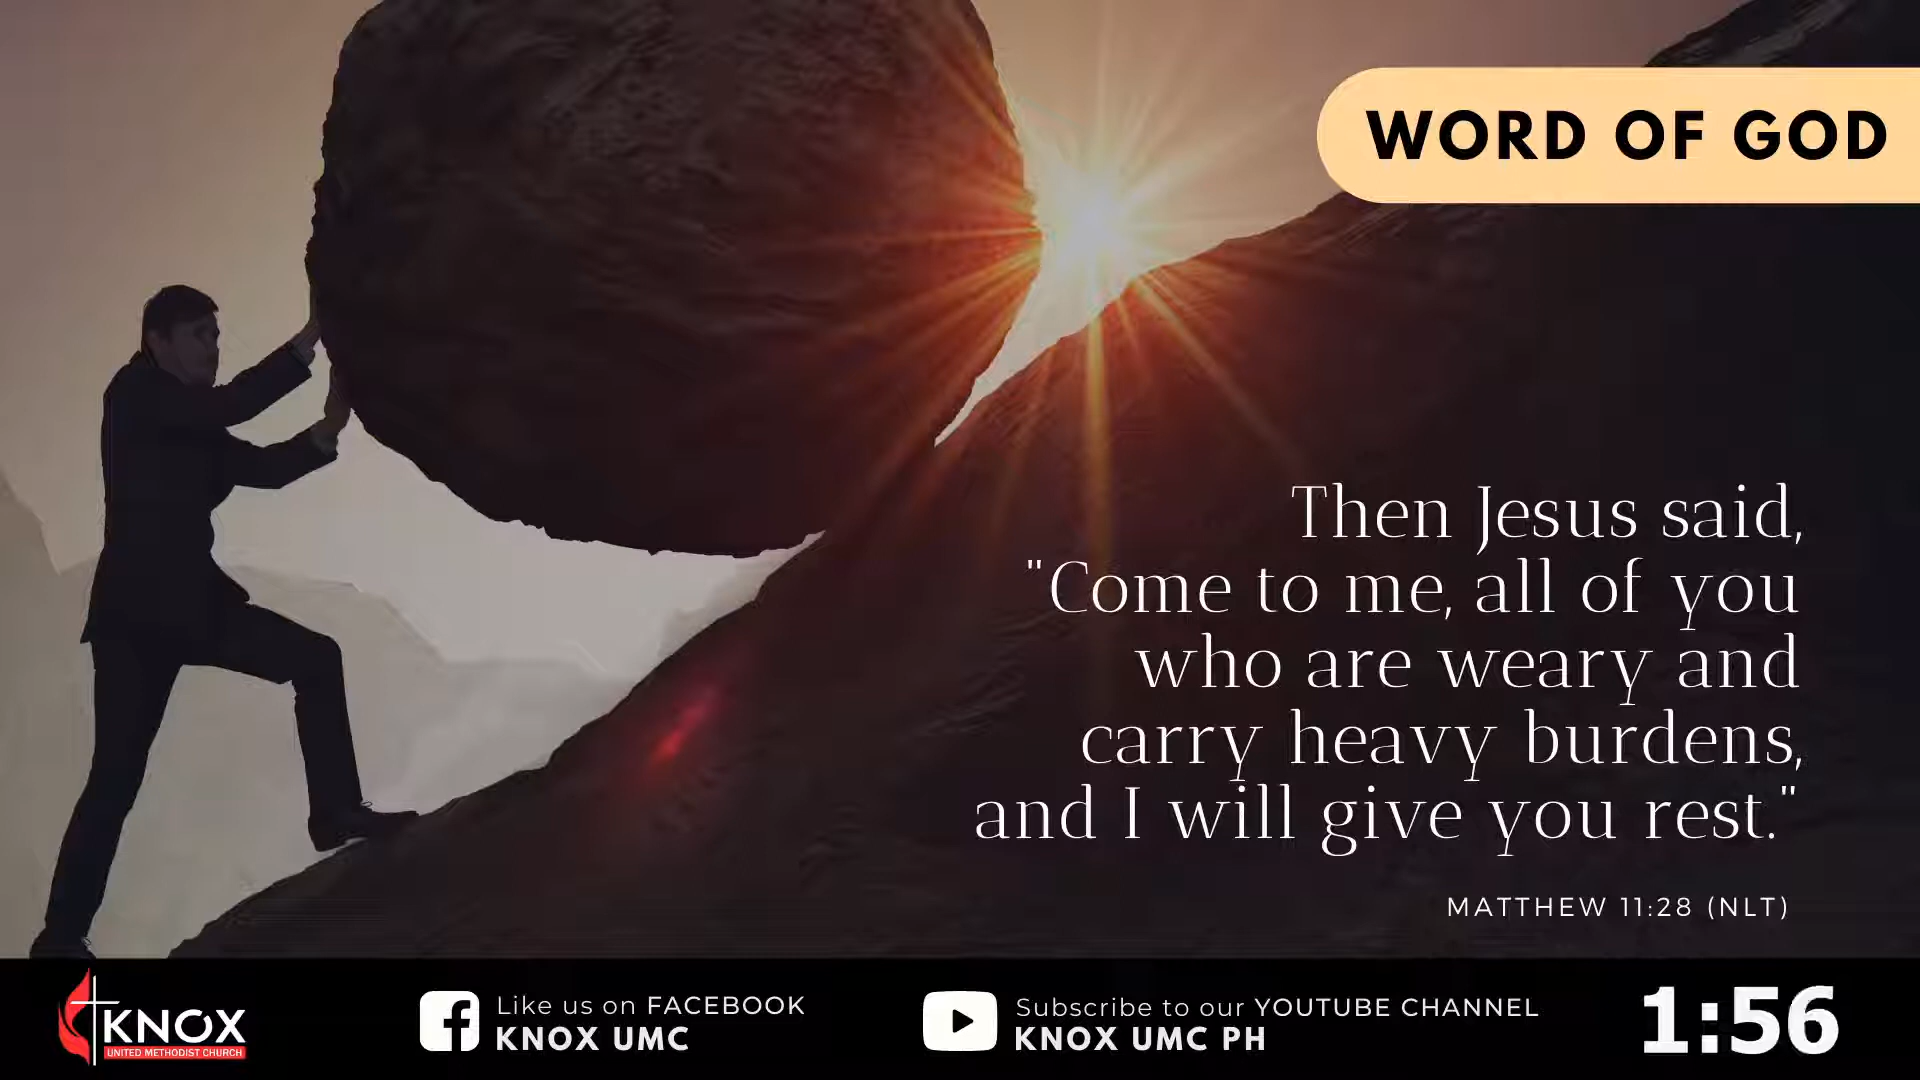 WORD OF GOD
Then Jesus said,
"Come to me, all of you
who are weary and
carry heavy burdens,
and I will give you rest."
MATTHEW 11:28 (NLT)
KNOX
UNITED METHODIST CHURCH
Like us on FACEBOOK
KNOX UMC
Subscribe to our YOUTUBE CHANNEL
KNOX UMC PH
1:56